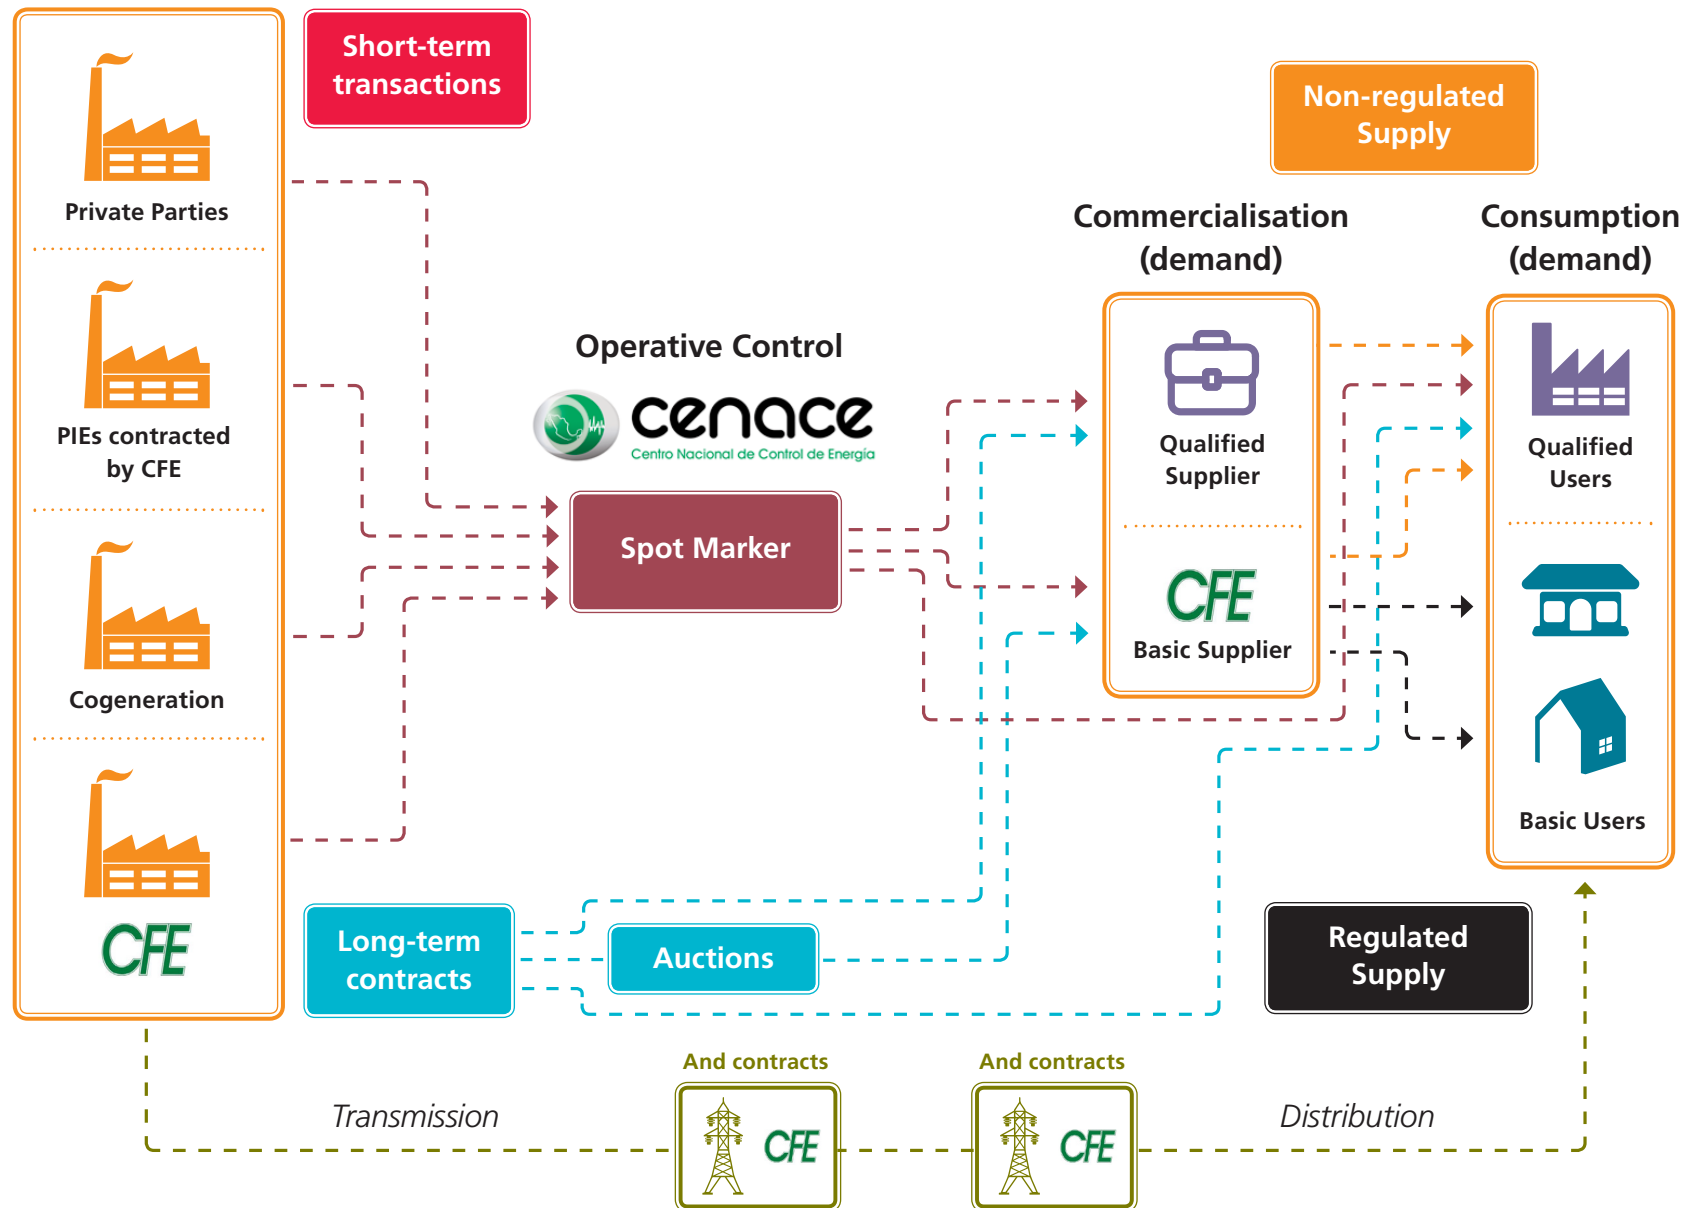 Short-term
transactions
Non-regulated
Supply
Private Parties
PIEs contracted
by CFE
Cogeneration
CFE
Operative Control
cenace
Centro Nacional de Control de Energía
Spot Marker
Commercialisation
(demand)
Qualified
Supplier
CFE
Basic Supplier
Consumption
(demand)
Qualified
Users
Basic Users
Long-term
contracts
Auctions
Regulated
Supply
Transmission
And contracts
CFE
And contracts
CFE
Distribution